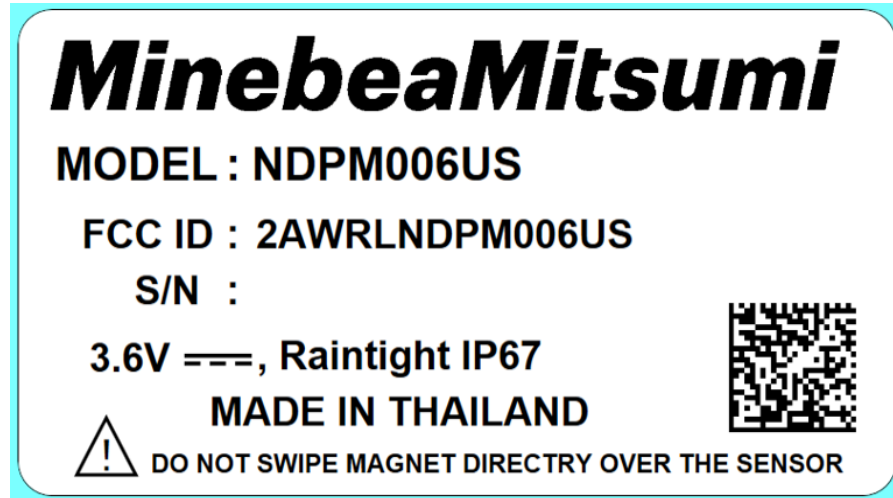 MinebeaMitsumi
MODEL : NDPM006US
FCC ID : 2AWRLNDPM006US
S/N :
3.6V ⎓, Raintight IP67
MADE IN THAILAND
DO NOT SWIPE MAGNET DIRECTRY OVER THE SENSOR